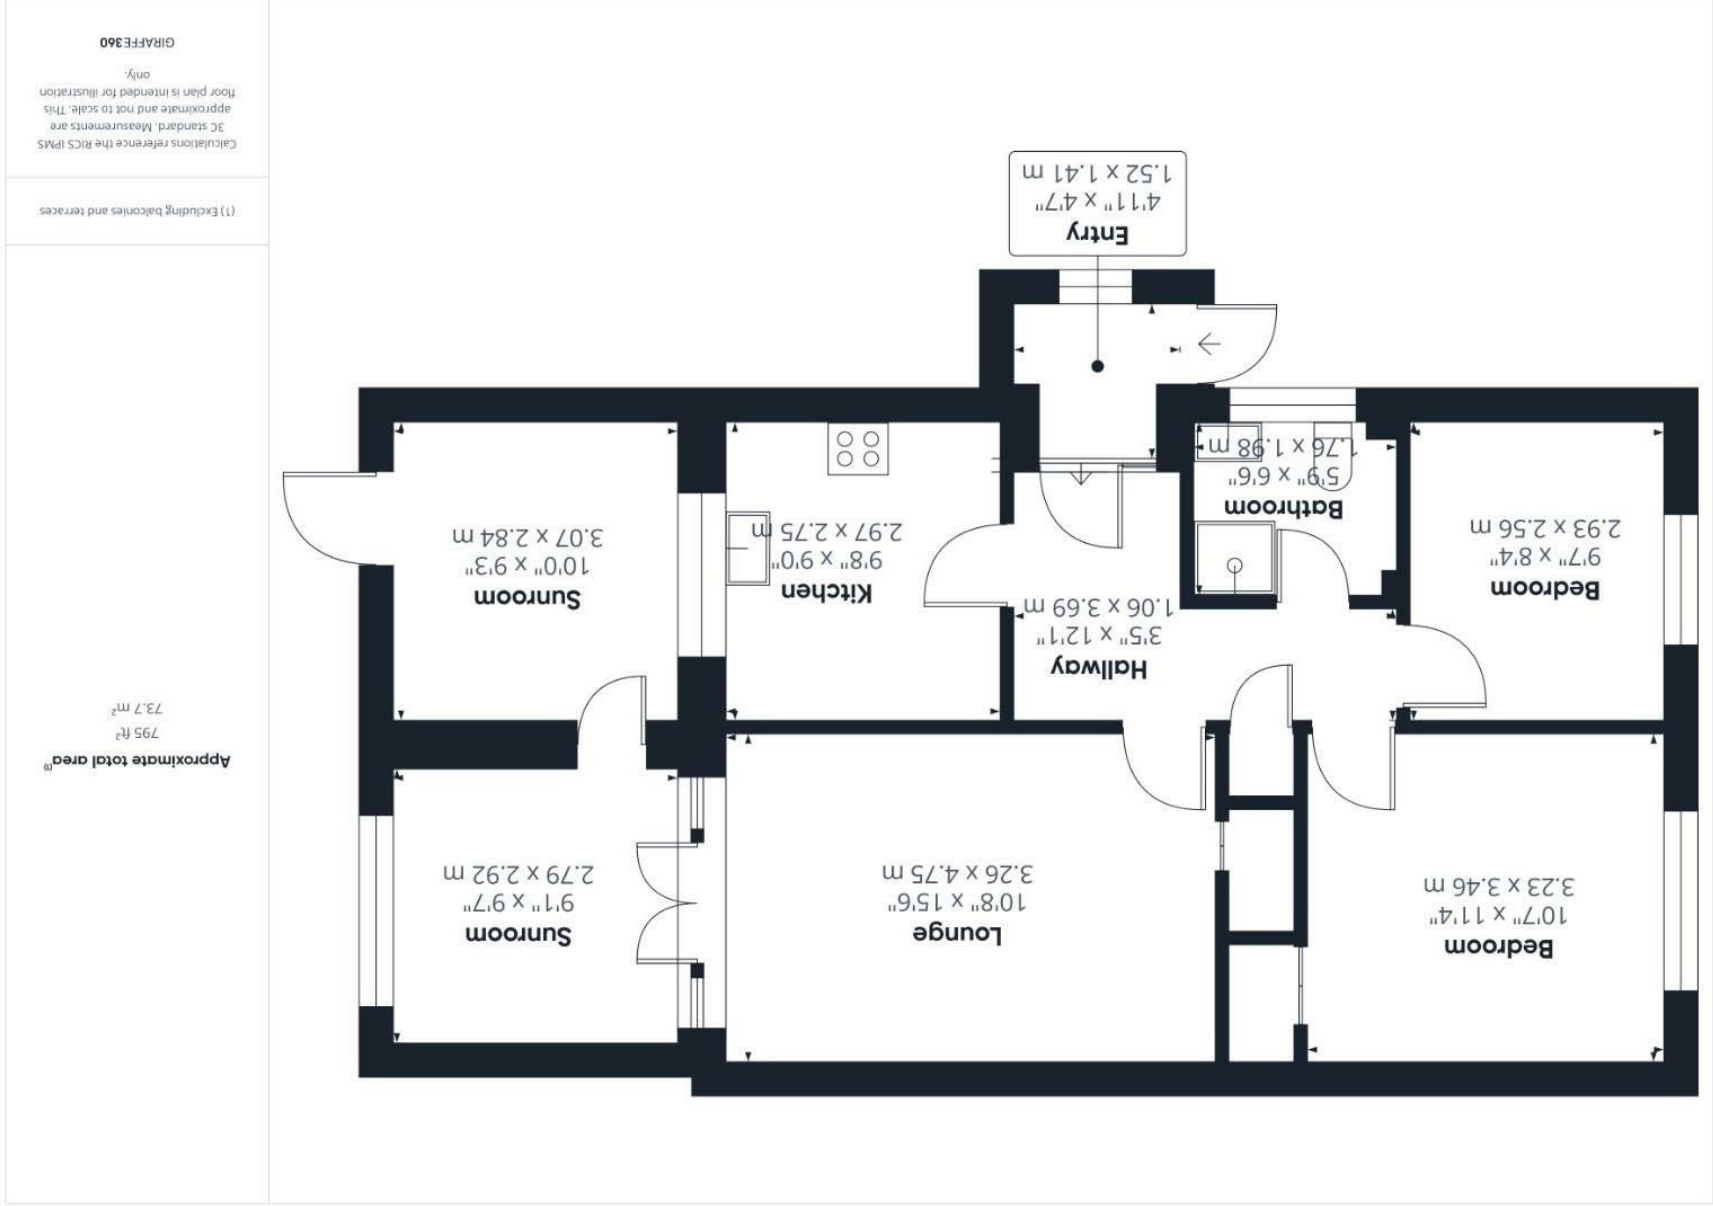 Bedroom
10'7" x 11'4"
3.23 x 3.46 m
Lounge
10'8" x 15'6"
3.26 x 4.75 m
Sunroom
9'1" x 9'7"
2.79 x 2.92 m
Bedroom
9'7" x 8'4"
2.93 x 2.56 m
Hallway
3'5" x 12'1"
1.06 x 3.69 m
Kitchen
9'8" x 9'0"
2.97 x 2.75 m
Sunroom
10'0" x 9'3"
3.07 x 2.84 m
Bathroom
5'9" x 6'6"
1.76 x 1.98 m
Entry
4'11" x 4'7"
1.52 x 1.41 m
Approximate total area⁽¹⁾
795 ft²
73.7 m²
(1) Excluding balconies and terraces
Calculations reference the RICS IPMS
3C standard. Measurements are
approximate and not to scale. This
floor plan is intended for illustration
only.
GIRAFFE360